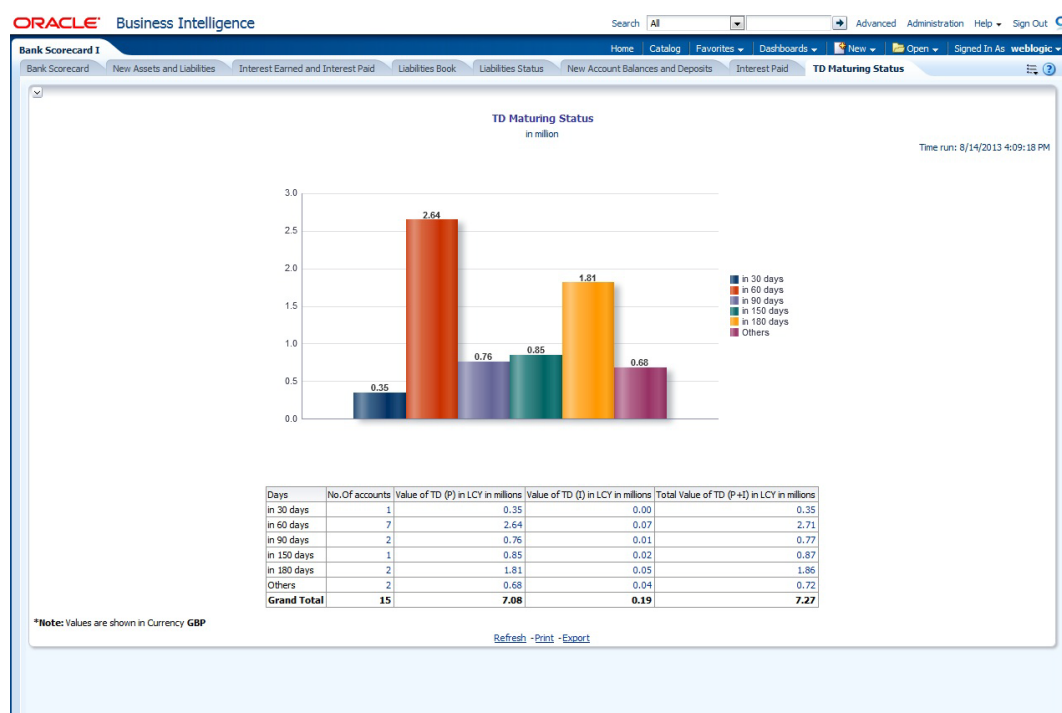 ORACLE Business Intelligence
Search All Advanced Administration Help Sign Out
Bank Scorecard I
Home Catalog Favorites Dashboards New Open Signed In As weblogic
Bank Scorecard New Assets and Liabilities Interest Earned and Interest Paid Liabilities Book Liabilities Status New Account Balances and Deposits Interest Paid TD Maturing Status
TD Maturing Status
in million
Time run: 8/14/2013 4:09:18 PM
3.0
2.64
2.5
2.0
1.81
in 30 days
in 60 days
in 90 days
in 150 days
in 180 days
Others
1.5
1.0
0.85
0.76
0.68
0.5
0.35
0.0
Days No.Of accounts Value of TD (P) in LCY in millions Value of TD (I) in LCY in millions Total Value of TD (P+I) in LCY in millions
in 30 days 1 0.35 0.00 0.35
in 60 days 7 2.64 0.07 2.71
in 90 days 2 0.76 0.01 0.77
in 150 days 1 0.85 0.02 0.87
in 180 days 2 1.81 0.05 1.86
Others 2 0.68 0.04 0.72
Grand Total 15 7.08 0.19 7.27
*Note: Values are shown in Currency GBP
Refresh - Print - Export